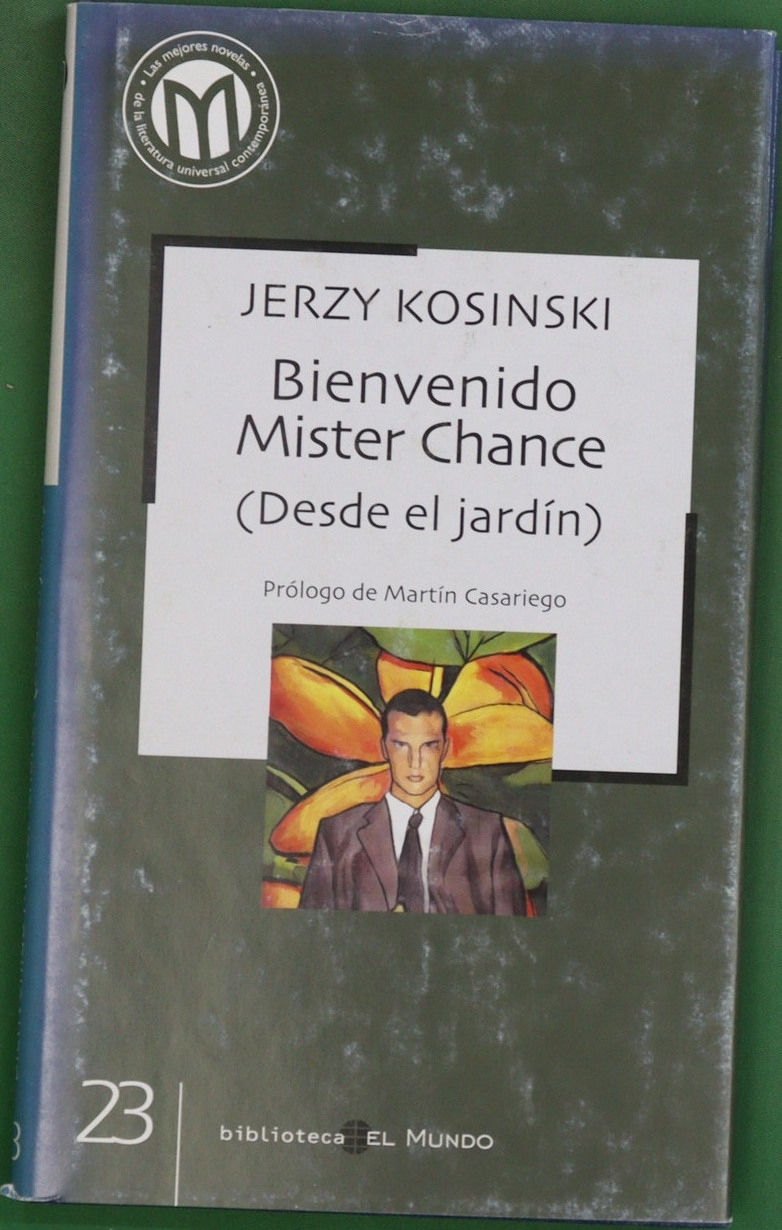 Las mejores novelas
de la literatura universal contemporánea
M
JERZY KOSINSKI
Bienvenido
Mister Chance
(Desde el jardín)
Prólogo de Martín Casariego
23
biblioteca EL MUNDO
3